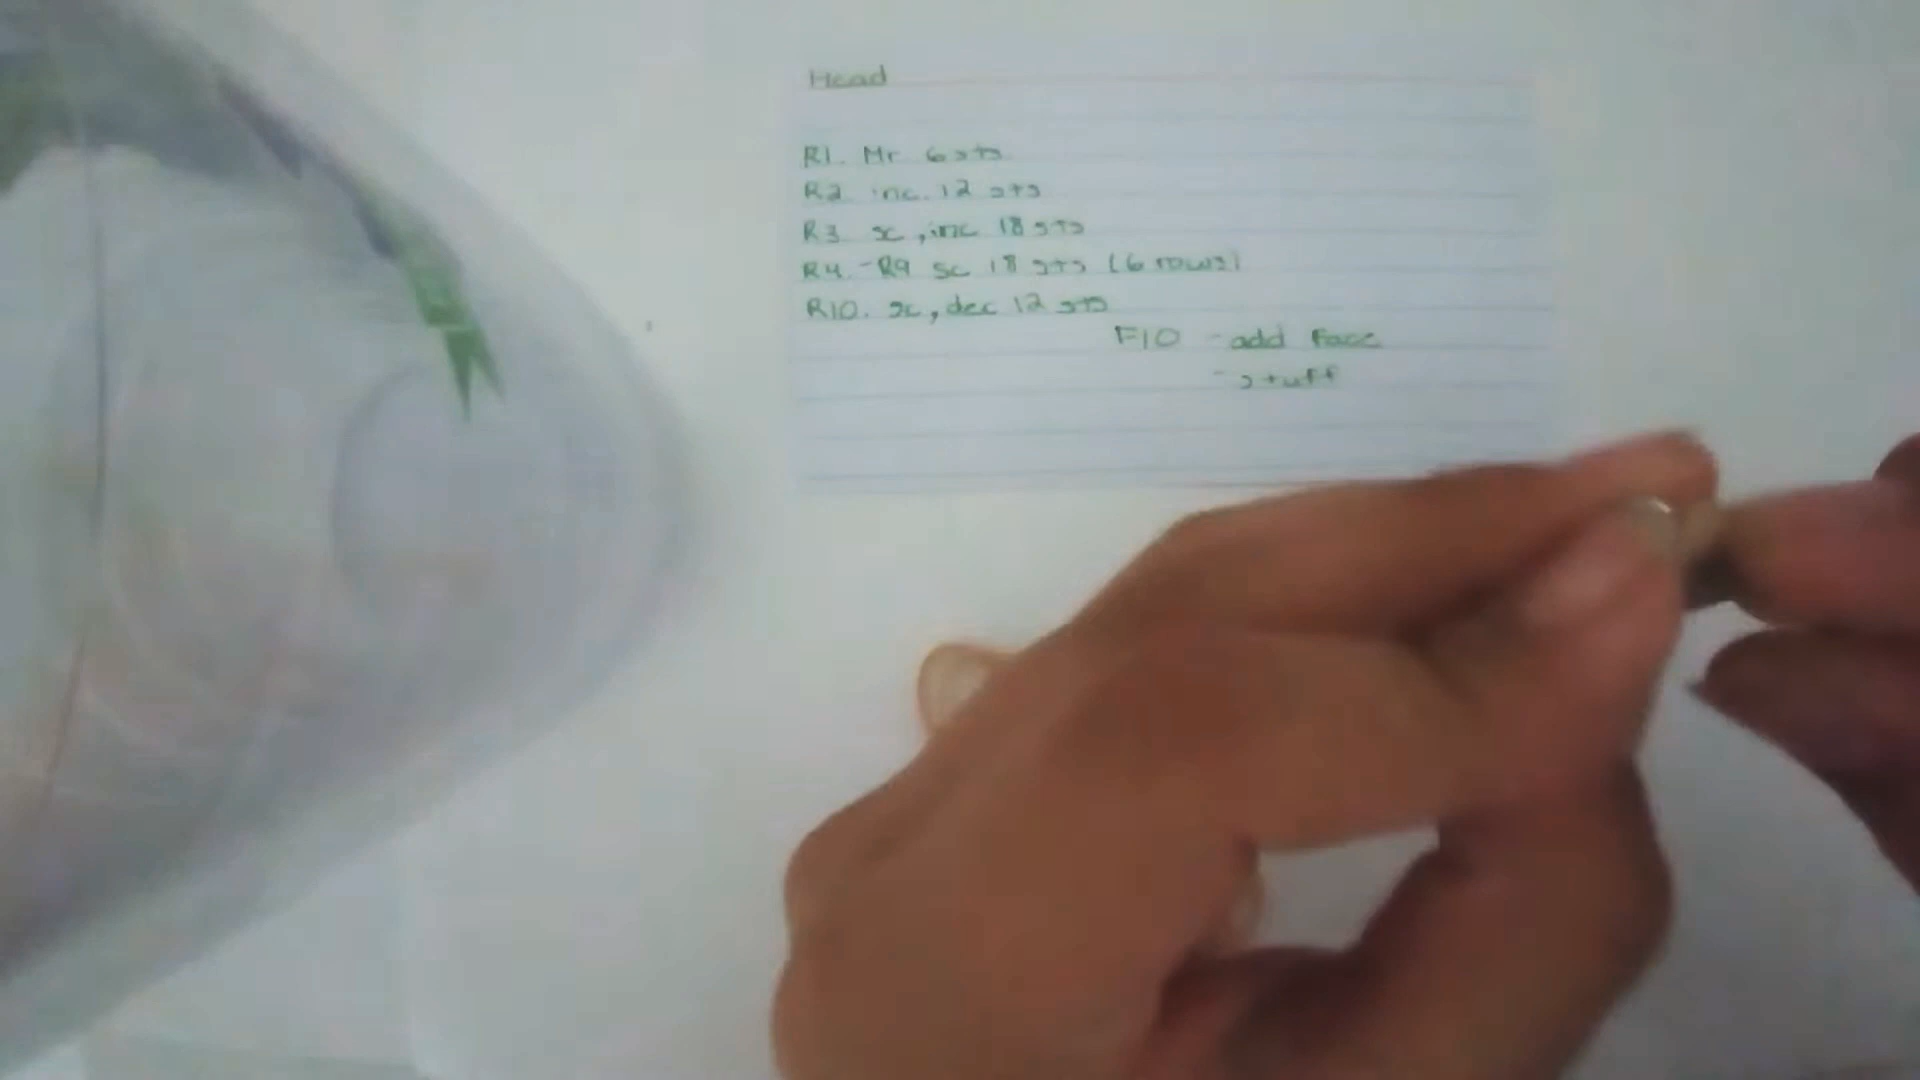 Head
R1. Mr 6 sts
R2 inc. 12 sts
R3 sc, inc 18 sts
R4.-R9 sc 18 sts (6 rows)
R10. sc, dec 12 sts
F10 - add Face
- stuff